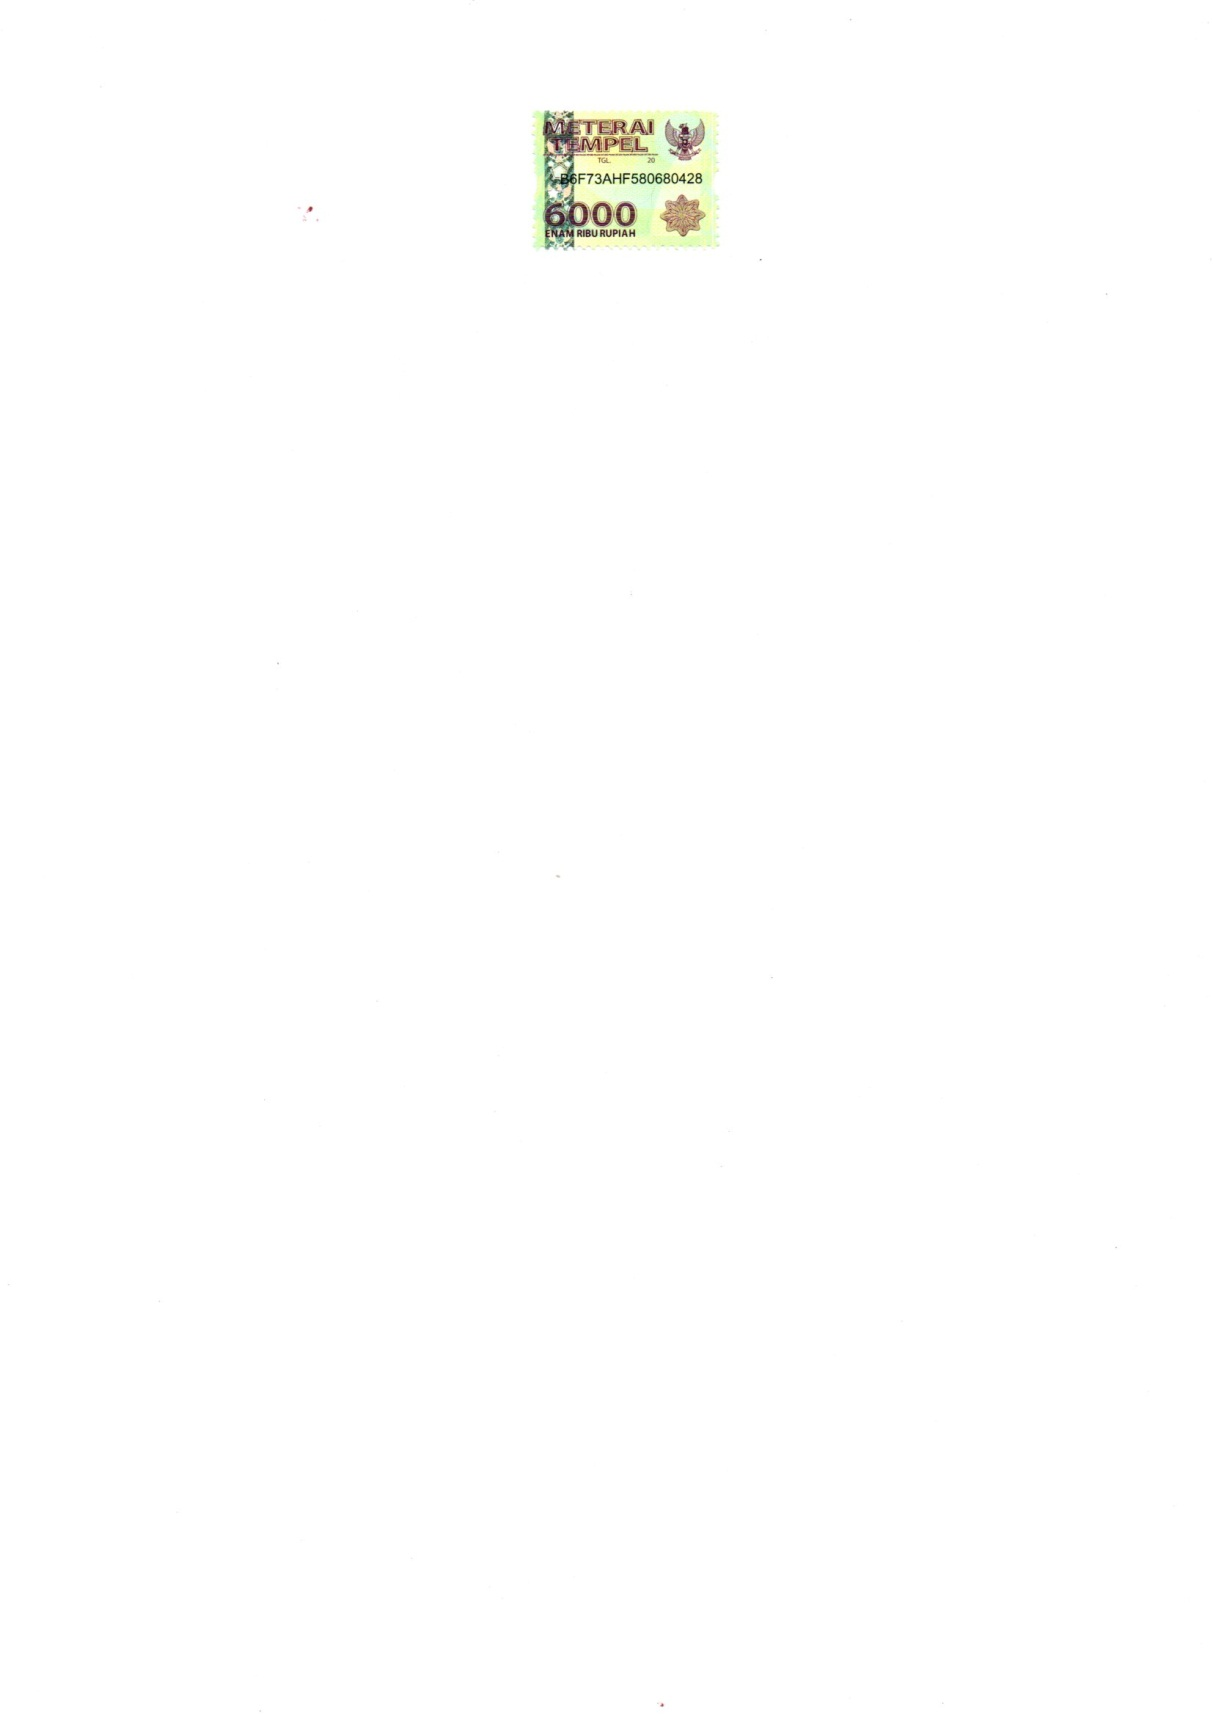 METERAI
TEMPEL
TGL. 20
B6F73AHF580680428
6000
ENAM RIBU RUPIAH